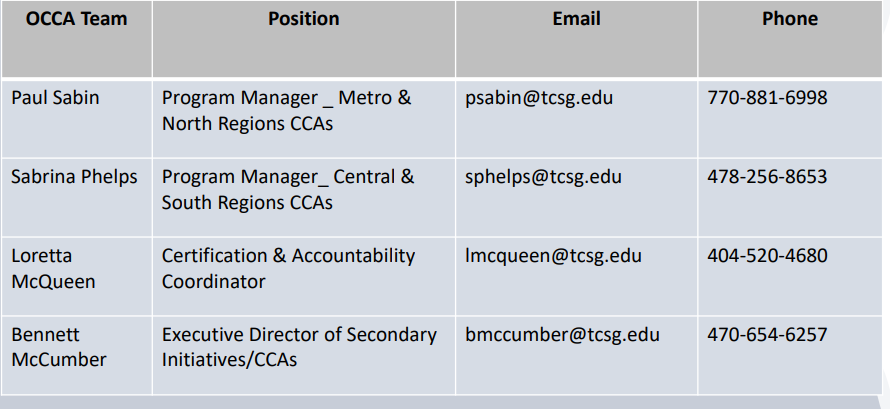 OCCA Team Position Email Phone
Paul Sabin Program Manager _ Metro & psabin@tcsg.edu 770-881-6998
North Regions CCAs
Sabrina Phelps Program Manager_ Central & sphelps@tcsg.edu 478-256-8653
South Regions CCAs
Loretta Certification & Accountability lmcqueen@tcsg.edu 404-520-4680
McQueen Coordinator
Bennett Executive Director of Secondary bmccumber@tcsg.edu 470-654-6257
McCumber Initiatives/CCAs